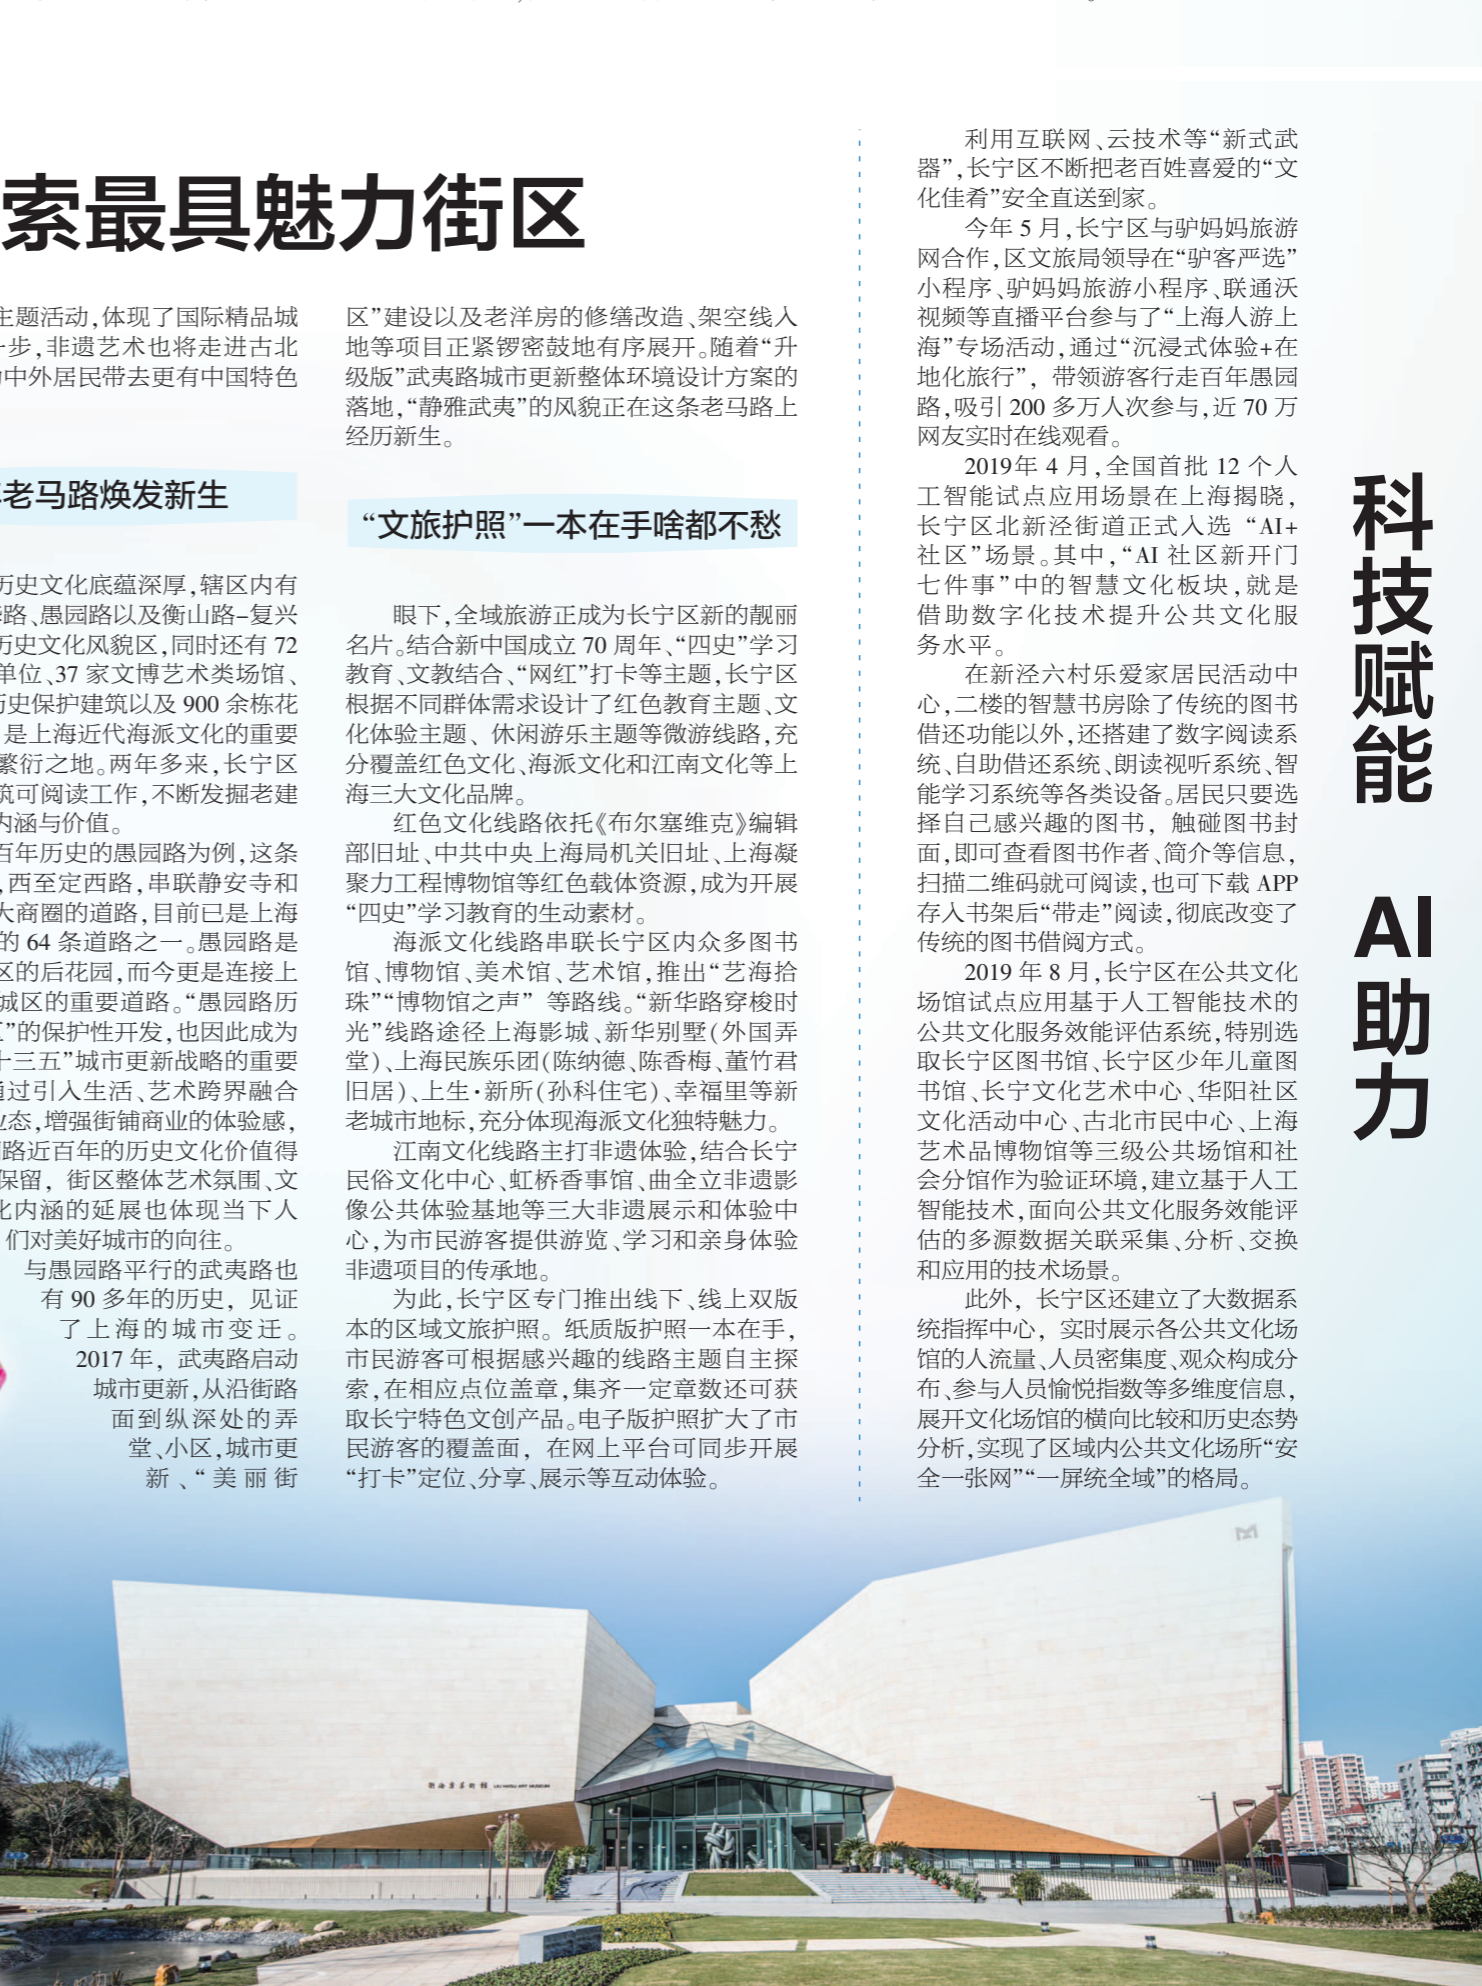 索最具魅力街区
主题活动,体现了国际精品城
步,非遗艺术也将走进古北
中外居民带去更有中国特色
老马路焕发新生
历史文化底蕴深厚,辖区内有
路、愚园路以及衡山路-复兴
历史文化风貌区,同时还有 72
单位、37 家文博艺术类场馆、
历史保护建筑以及 900 余栋花
是上海近代海派文化的重要
繁衍之地。两年多来,长宁区
筑可阅读工作,不断发掘老建
内涵与价值。
百年历史的愚园路为例,这条
,西至定西路,串联静安寺和
大商圈的道路,目前已是上海
的 64 条道路之一。愚园路是
区的后花园,而今更是连接上
城区的重要道路。“愚园路历
”的保护性开发,也因此成为
十三五”城市更新战略的重要
通过引入生活、艺术跨界融合
业态,增强街铺商业的体验感,
路近百年的历史文化价值得
保留，街区整体艺术氛围、文
化内涵的延展也体现当下人
们对美好城市的向往。
与愚园路平行的武夷路也
有 90 多年的历史，见证
了上海的城市变迁。
2017 年，武夷路启动
城市更新,从沿街路
面到纵深处的弄
堂、小区,城市更
新、“美丽街
区”建设以及老洋房的修缮改造、架空线入
地等项目正紧锣密鼓地有序展开。随着“升
级版”武夷路城市更新整体环境设计方案的
落地,“静雅武夷”的风貌正在这条老马路上
经历新生。
“文旅护照”一本在手啥都不愁
眼下,全域旅游正成为长宁区新的靓丽
名片。结合新中国成立 70 周年、“四史”学习
教育、文教结合、“网红”打卡等主题,长宁区
根据不同群体需求设计了红色教育主题、文
化体验主题、休闲游乐主题等微游线路,充
分覆盖红色文化、海派文化和江南文化等上
海三大文化品牌。
红色文化线路依托《布尔塞维克》编辑
部旧址、中共中央上海局机关旧址、上海凝
聚力工程博物馆等红色载体资源,成为开展
“四史”学习教育的生动素材。
海派文化线路串联长宁区内众多图书
馆、博物馆、美术馆、艺术馆,推出“艺海拾
珠”“博物馆之声”等路线。“新华路穿梭时
光”线路途径上海影城、新华别墅(外国弄
堂)、上海民族乐团(陈纳德、陈香梅、董竹君
旧居)、上生·新所(孙科住宅)、幸福里等新
老城市地标,充分体现海派文化独特魅力。
江南文化线路主打非遗体验,结合长宁
民俗文化中心、虹桥香事馆、曲全立非遗影
像公共体验基地等三大非遗展示和体验中
心,为市民游客提供游览、学习和亲身体验
非遗项目的传承地。
为此,长宁区专门推出线下、线上双版
本的区域文旅护照。纸质版护照一本在手,
市民游客可根据感兴趣的线路主题自主探
索,在相应点位盖章,集齐一定章数还可获
取长宁特色文创产品。电子版护照扩大了市
民游客的覆盖面，在网上平台可同步开展
“打卡”定位、分享、展示等互动体验。
科技赋能 AI助力
利用互联网、云技术等“新式武
器”,长宁区不断把老百姓喜爱的“文
化佳肴”安全直送到家。
今年 5 月,长宁区与驴妈妈旅游
网合作,区文旅局领导在“驴客严选”
小程序、驴妈妈旅游小程序、联通沃
视频等直播平台参与了“上海人游上
海”专场活动,通过“沉浸式体验+在
地化旅行”，带领游客行走百年愚园
路,吸引 200 多万人次参与,近 70 万
网友实时在线观看。
2019年 4 月,全国首批 12 个人
工智能试点应用场景在上海揭晓,
长宁区北新泾街道正式入选“AI+
社区”场景。其中,“AI 社区新开门
七件事”中的智慧文化板块,就是
借助数字化技术提升公共文化服
务水平。
在新泾六村乐爱家居民活动中
心,二楼的智慧书房除了传统的图书
借还功能以外,还搭建了数字阅读系
统、自助借还系统、朗读视听系统、智
能学习系统等各类设备。居民只要选
择自己感兴趣的图书，触碰图书封
面,即可查看图书作者、简介等信息,
扫描二维码就可阅读,也可下载 APP
存入书架后“带走”阅读,彻底改变了
传统的图书借阅方式。
2019 年 8 月,长宁区在公共文化
场馆试点应用基于人工智能技术的
公共文化服务效能评估系统,特别选
取长宁区图书馆、长宁区少年儿童图
书馆、长宁文化艺术中心、华阳社区
文化活动中心、古北市民中心、上海
艺术品博物馆等三级公共场馆和社
会分馆作为验证环境,建立基于人工
智能技术,面向公共文化服务效能评
估的多源数据关联采集、分析、交换
和应用的技术场景。
此外，长宁区还建立了大数据系
统指挥中心，实时展示各公共文化场
馆的人流量、人员密集度、观众构成分
布、参与人员愉悦指数等多维度信息,
展开文化场馆的横向比较和历史态势
分析,实现了区域内公共文化场所“安
全一张网”“一屏统全域”的格局。
LIU HAISU ART MUSEUM